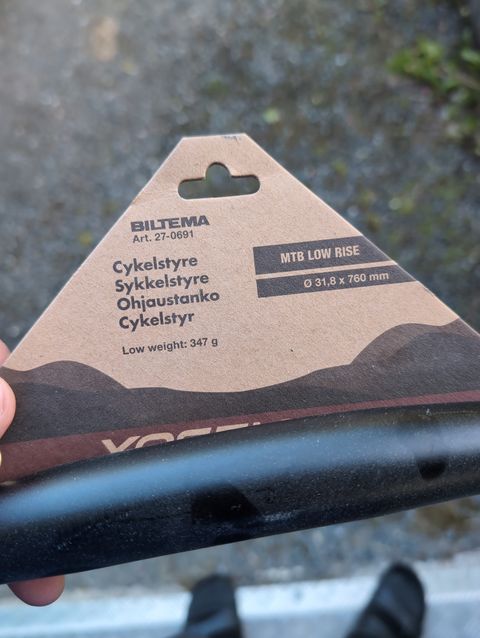 BILTEMA
Art. 27-0691
Cykelstyre
Sykkelstyre
Ohjaustanko
Cykelstyr
Low weight: 347 g
MTB LOW RISE
Ø 31,8 x 760 mm